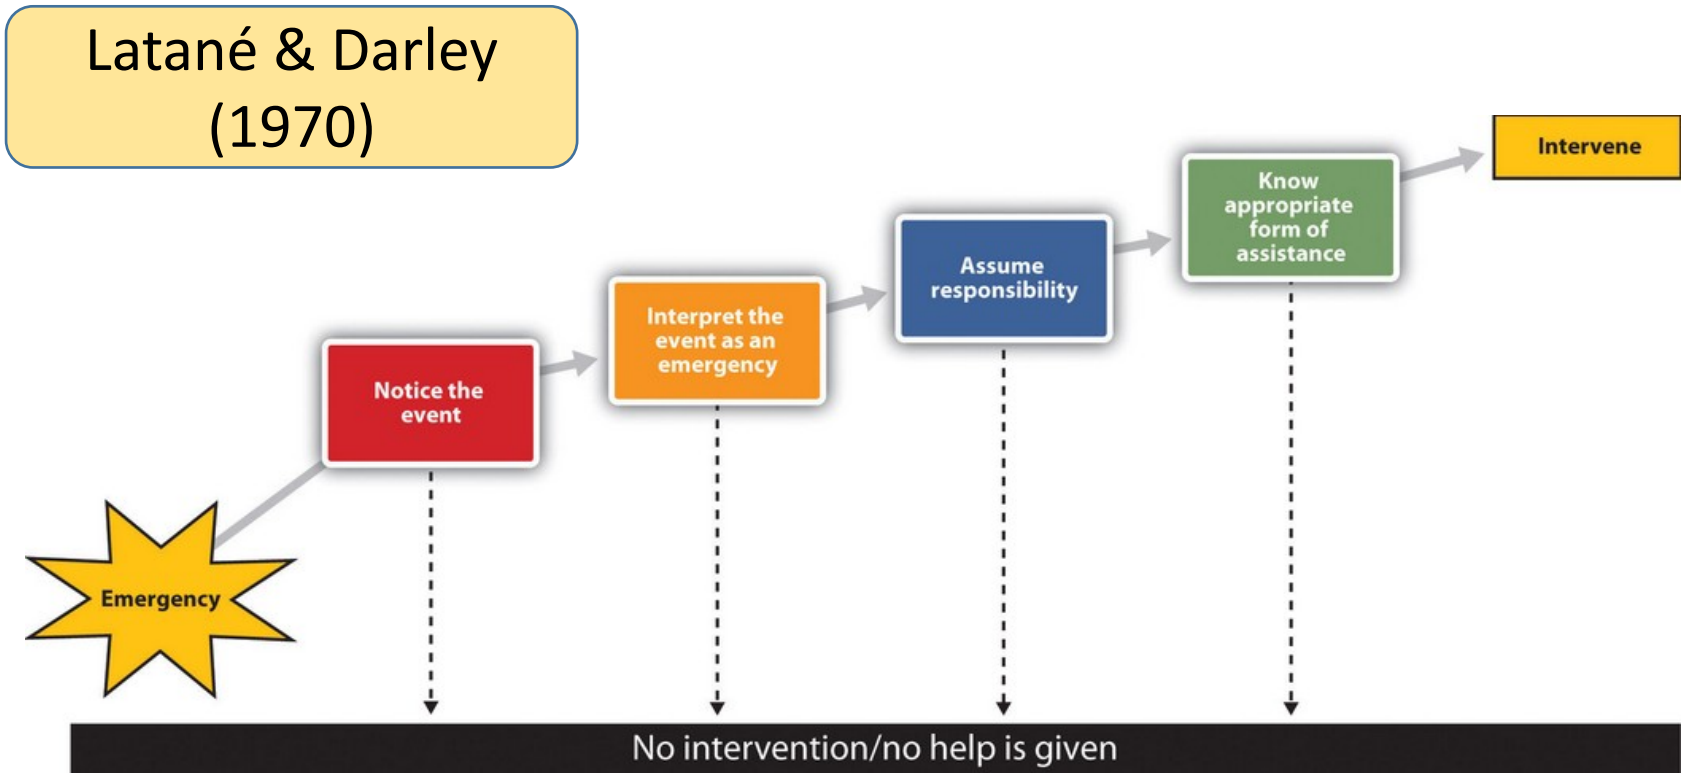 Latané & Darley
(1970)
Intervene
Know
appropriate
form of
assistance
Assume
responsibility
Interpret the
event as an
emergency
Notice the
event
Emergency
No intervention/no help is given